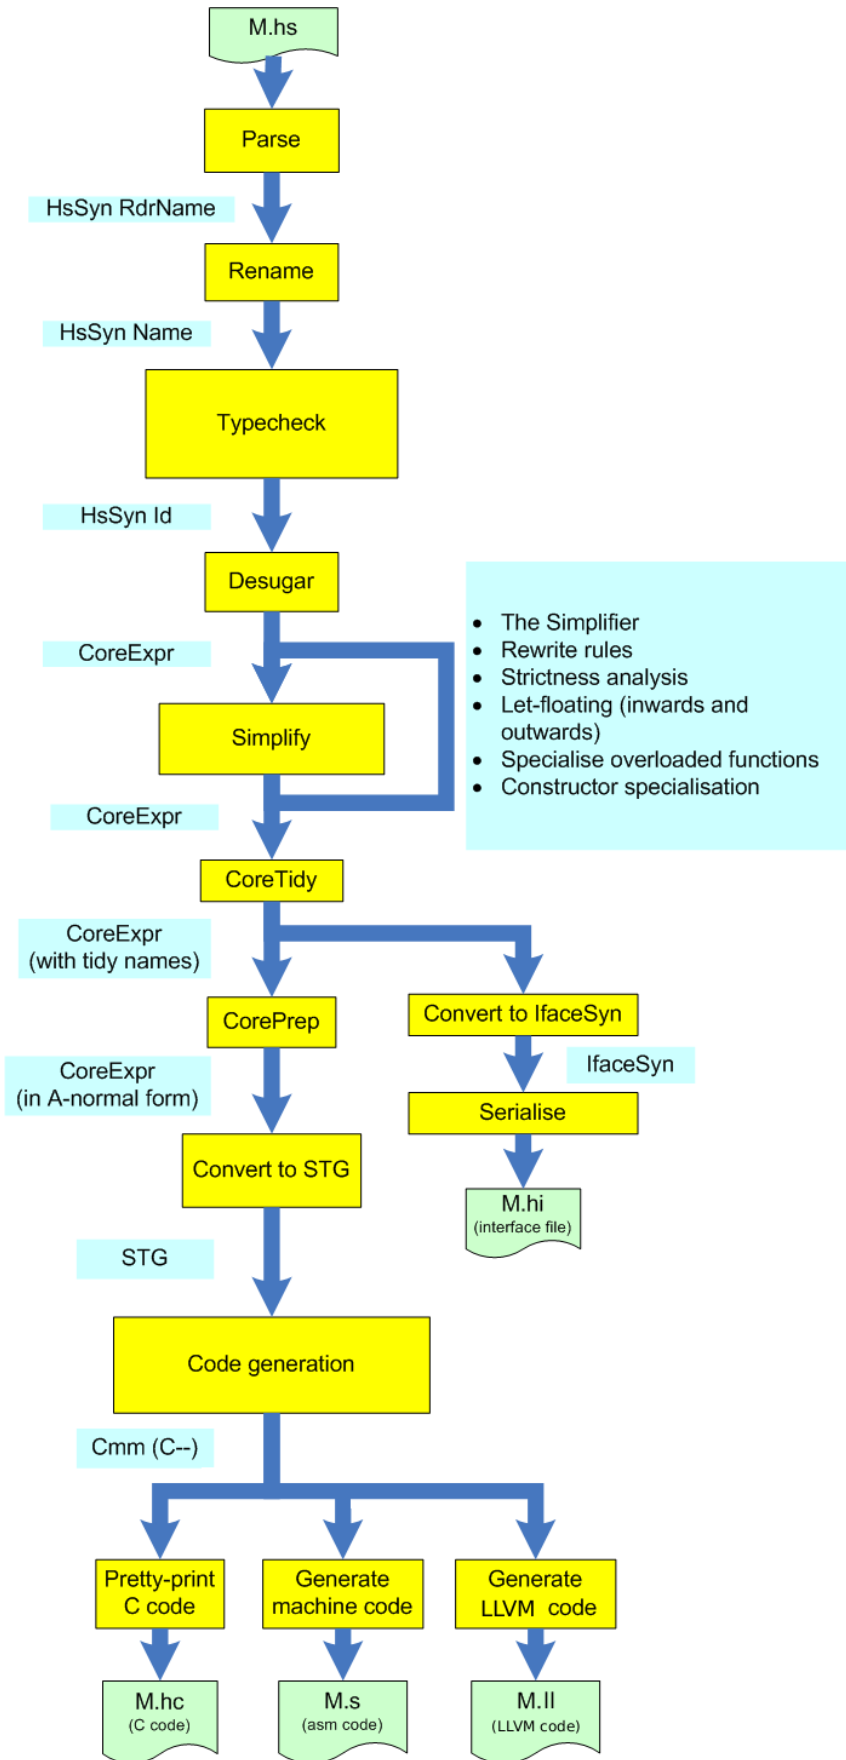 M.hs
Parse
HsSyn RdrName
Rename
HsSyn Name
Typecheck
HsSyn Id
Desugar
CoreExpr
• The Simplifier
• Rewrite rules
• Strictness analysis
• Let-floating (inwards and
outwards)
• Specialise overloaded functions
• Constructor specialisation
Simplify
CoreExpr
CoreTidy
CoreExpr
(with tidy names)
CorePrep
Convert to IfaceSyn
CoreExpr
(in A-normal form)
IfaceSyn
Serialise
Convert to STG
M.hi
(interface file)
STG
Code generation
Cmm (C--)
Pretty-print
C code
Generate
machine code
Generate
LLVM code
M.hc
(C code)
M.s
(asm code)
M.ll
(LLVM code)